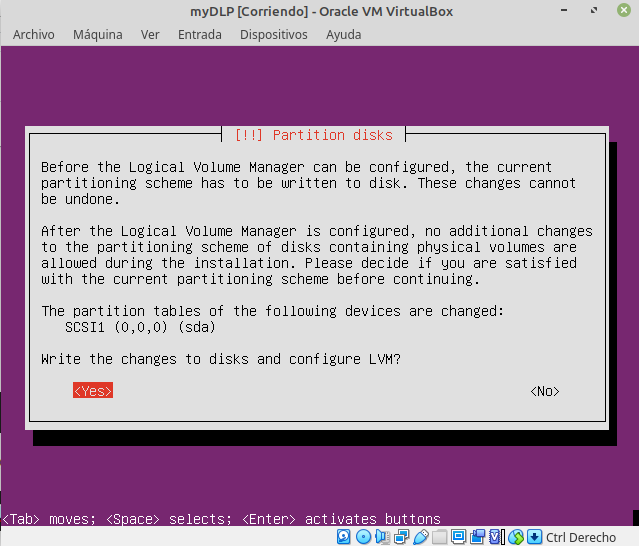 myDLP [Corriendo] - Oracle VM VirtualBox
Archivo Máquina Ver Entrada Dispositivos Ayuda
[!!] Partition disks
Before the Logical Volume Manager can be configured, the current
partitioning scheme has to be written to disk. These changes cannot
be undone.
After the Logical Volume Manager is configured, no additional changes
to the partitioning scheme of disks containing physical volumes are
allowed during the installation. Please decide if you are satisfied
with the current partitioning scheme before continuing.
The partition tables of the following devices are changed:
SCSI1 (0,0,0) (sda)
Write the changes to disks and configure LVM?
<Yes> <No>
<Tab> moves; <Space> selects; <Enter> activates buttons
Ctrl Derecho